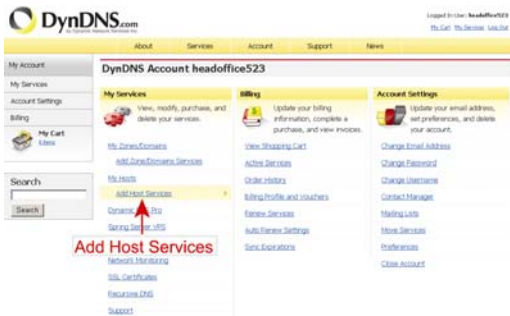 DynDNS.com
by Dynamic Network Services Inc.
Logged In User: headoffice523
My Cart My Services Log Out
About Services Account Support News
My Account
My Services
Account Settings
Billing
My Cart
Search
Search
DynDNS Account headoffice523
My Services
View, modify, purchase, and
delete your services.
My Zones/Domains
Add Zone/Domains Services
My Hosts
Add Host Services
Add Host Services
Network Monitoring
SSL Certificates
Recursive DNS
Support
Billing
Update your billing
information, complete a
purchase, and view invoices.
View Shopping Cart
Active Services
Order History
Billing Profile and Vouchers
Renew Services
Auto Renew Settings
Sync Expirations
Account Settings
Update your email address,
set preferences, and delete
your account.
Change Email Address
Change Password
Change Username
Contact Manager
Mailing Lists
Move Services
Preferences
Close Account